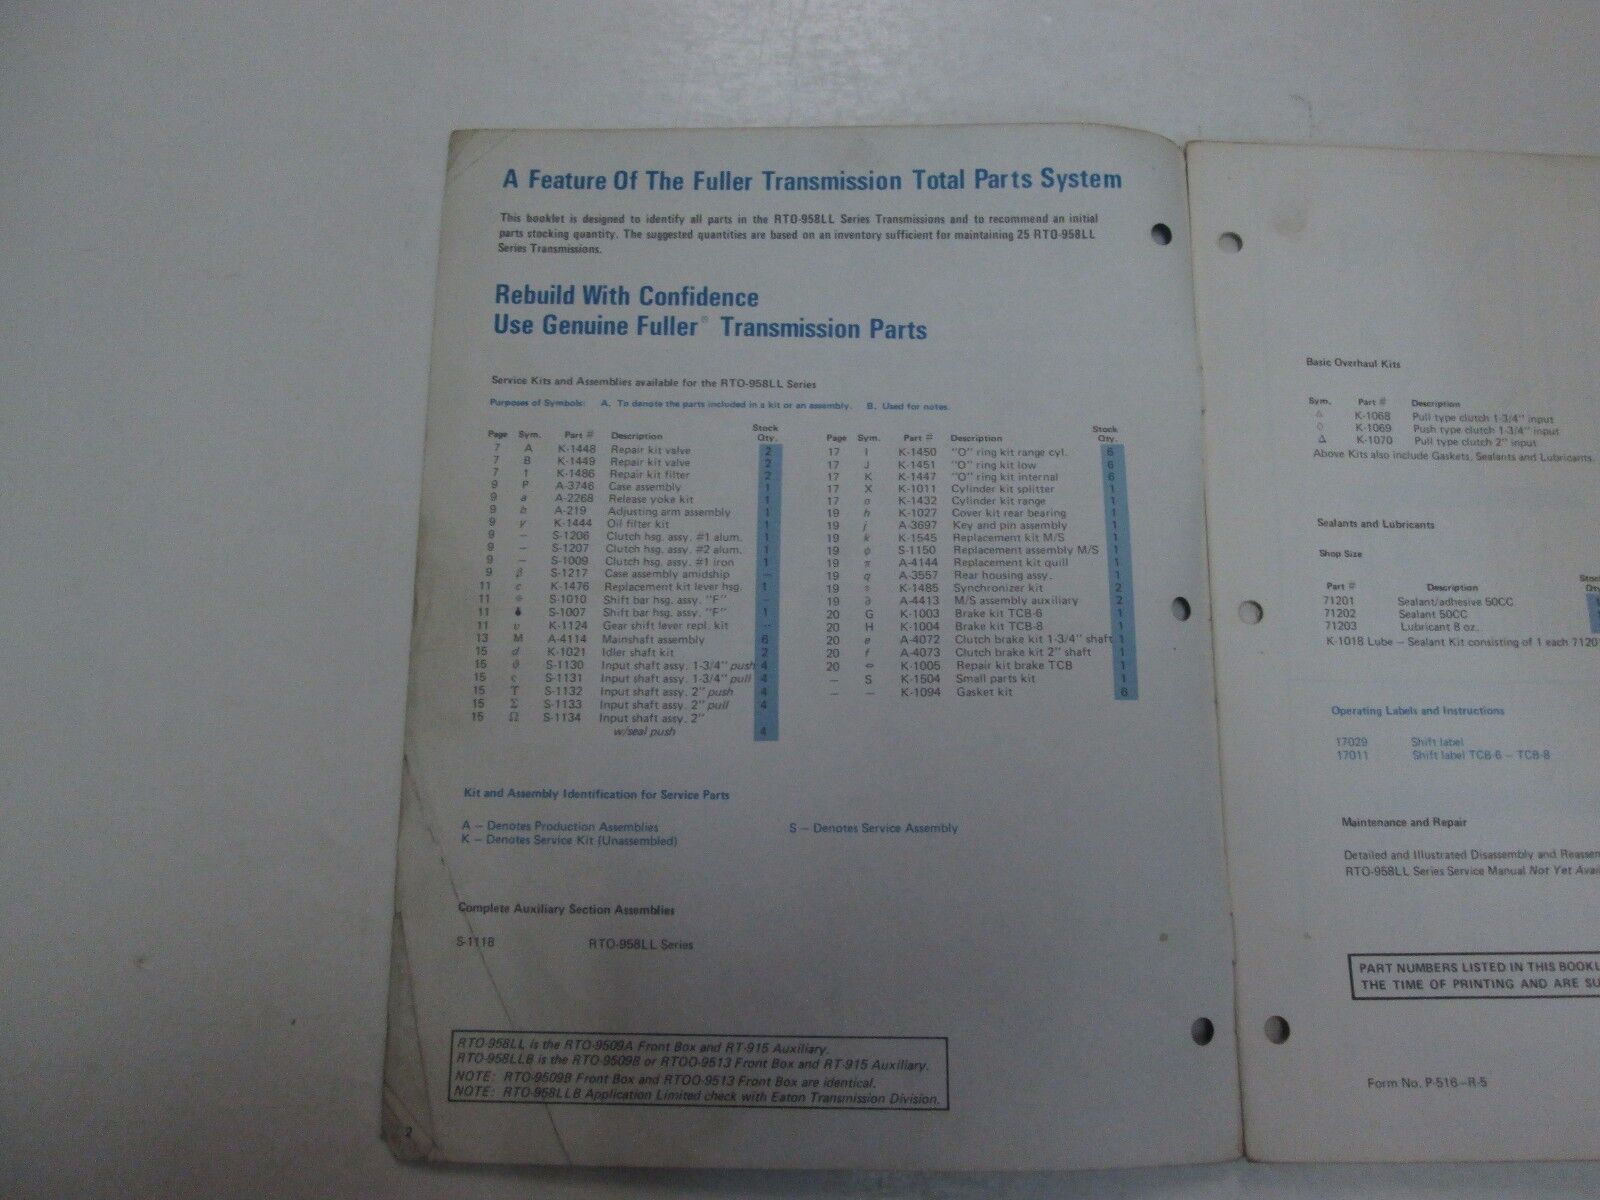 A Feature Of The Fuller Transmission Total Parts System
This booklet is designed to identify all parts in the RTO-958LL Series Transmissions and to recommend an initial
parts stocking quantity. The suggested quantities are based on an inventory sufficient for maintaining 25 RTO-958LL
Series Transmissions.
Rebuild With Confidence
Use Genuine Fuller® Transmission Parts
Service Kits and Assemblies available for the RTO-958LL Series
Purposes of Symbols: A. To denote the parts included in a kit or an assembly. B. Used for notes.
Page Sym. Part # Description Stock Qty.
7 A K-1448 Repair kit valve 2
7 B K-1449 Repair kit valve 2
7 t K-1486 Repair kit filter 2
9 P A-3746 Case assembly 1
9 a A-2268 Release yoke kit 1
9 b A-219 Adjusting arm assembly 1
9 γ K-1444 Oil filter kit 1
9 – S-1206 Clutch hsg. assy. #1 alum. 1
9 – S-1207 Clutch hsg. assy. #2 alum. 1
9 – S-1009 Clutch hsg. assy. #1 iron 1
9 β S-1217 Case assembly amidship –
11 c K-1476 Replacement kit lever hsg. 1
11 S-1010 Shift bar hsg. assy. "F" –
11 S-1007 Shift bar hsg. assy. "F" 1
11 υ K-1124 Gear shift lever repl. kit –
13 M A-4114 Mainshaft assembly 6
15 d K-1021 Idler shaft kit 2
15 S-1130 Input shaft assy. 1-3/4" push 4
15 ς S-1131 Input shaft assy. 1-3/4" pull 4
15 ϒ S-1132 Input shaft assy. 2" push 4
15 Σ S-1133 Input shaft assy. 2" pull 4
15 Ω S-1134 Input shaft assy. 2"
w/seal push 4
Page Sym. Part # Description Stock Qty.
17 I K-1450 "O" ring kit range cyl. 6
17 J K-1451 "O" ring kit low 6
17 K K-1447 "O" ring kit internal 6
17 X K-1011 Cylinder kit splitter 1
17 K-1432 Cylinder kit range 1
19 h K-1027 Cover kit rear bearing 1
19 j A-3697 Key and pin assembly 1
19 k K-1545 Replacement kit M/S 1
19 φ S-1150 Replacement assembly M/S 1
19 π A-4144 Replacement kit quill 1
19 q A-3557 Rear housing assy. 1
19 K-1485 Synchronizer kit 2
19 ∂ A-4413 M/S assembly auxiliary 2
20 G K-1003 Brake kit TCB-6 1
20 H K-1004 Brake kit TCB-8 1
20 e A-4072 Clutch brake kit 1-3/4" shaft 1
20 f A-4073 Clutch brake kit 2" shaft 1
20 K-1005 Repair kit brake TCB 1
– S K-1504 Small parts kit 1
– – K-1094 Gasket kit 6
Kit and Assembly Identification for Service Parts
A – Denotes Production Assemblies S – Denotes Service Assembly
K – Denotes Service Kit (Unassembled)
Complete Auxiliary Section Assemblies
S-1118 RTO-958LL Series
RTO-958LL is the RTO-9509A Front Box and RT-915 Auxiliary.
RTO-958LLB is the RTO-9509B or RTOO-9513 Front Box and RT-915 Auxiliary.
NOTE: RTO-9509B Front Box and RTOO-9513 Front Box are identical.
NOTE: RTO-958LLB Application Limited check with Eaton Transmission Division.
2
Basic Overhaul Kits
Sym. Part # Description
K-1068 Pull type clutch 1-3/4" input
◊ K-1069 Push type clutch 1-3/4" input
Δ K-1070 Pull type clutch 2" input
Above Kits also include Gaskets, Sealants and Lubricants.
Sealants and Lubricants
Shop Size
Part # Description
71201 Sealant/adhesive 50CC 1
71202 Sealant 50CC 1
71203 Lubricant 8 oz.
K-1018 Lube – Sealant Kit consisting of 1 each 7120
Operating Labels and Instructions
17029 Shift label
17011 Shift label TCB-6 – TCB-8
Maintenance and Repair
Detailed and Illustrated Disassembly and Reassem
RTO-958LL Series Service Manual Not Yet Avai
PART NUMBERS LISTED IN THIS BOOKL
THE TIME OF PRINTING AND ARE SU
Form No. P-516–R-5